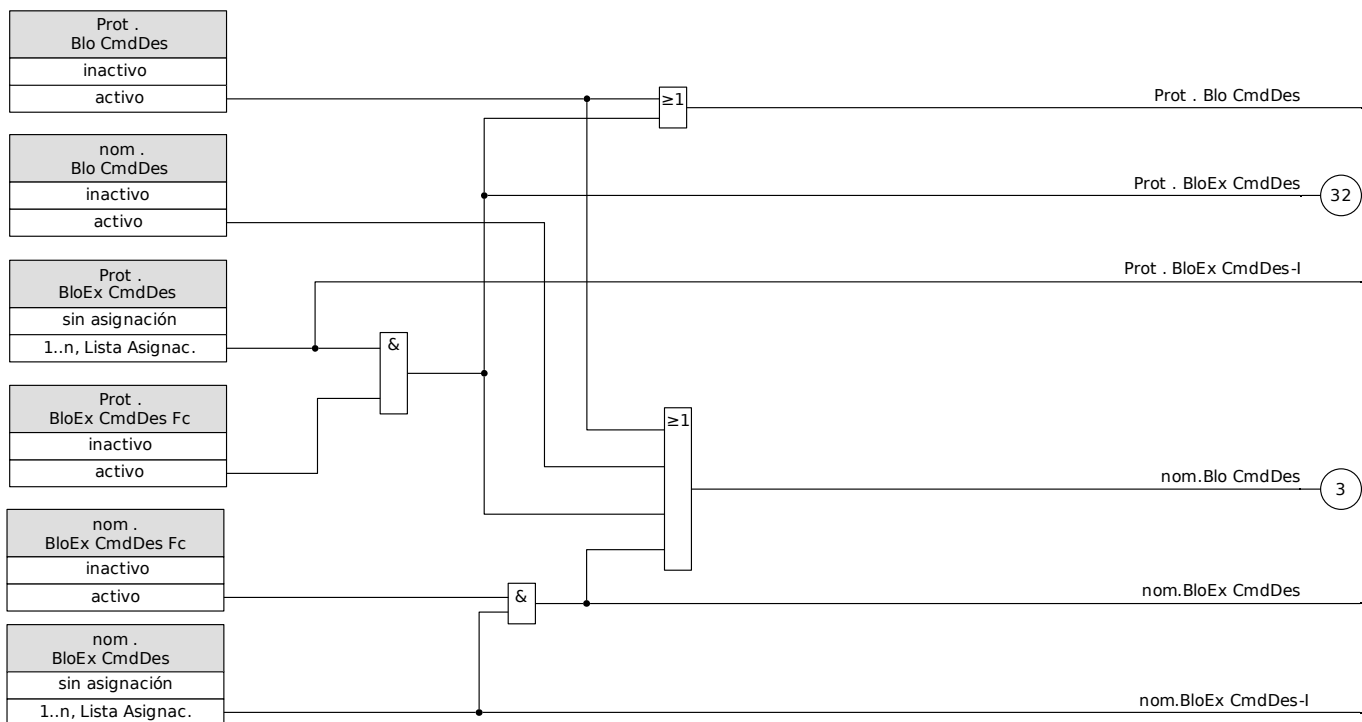 Prot .
Blo CmdDes
inactivo
activo
nom .
Blo CmdDes
inactivo
activo
Prot .
BloEx CmdDes
sin asignación
1..n, Lista Asignac.
Prot .
BloEx CmdDes Fc
inactivo
activo
nom .
BloEx CmdDes Fc
inactivo
activo
nom .
BloEx CmdDes
sin asignación
1..n, Lista Asignac.
&
&
≥1
≥1
Prot . Blo CmdDes
Prot . BloEx CmdDes
32
Prot . BloEx CmdDes-I
nom.Blo CmdDes
3
nom.BloEx CmdDes
nom.BloEx CmdDes-I